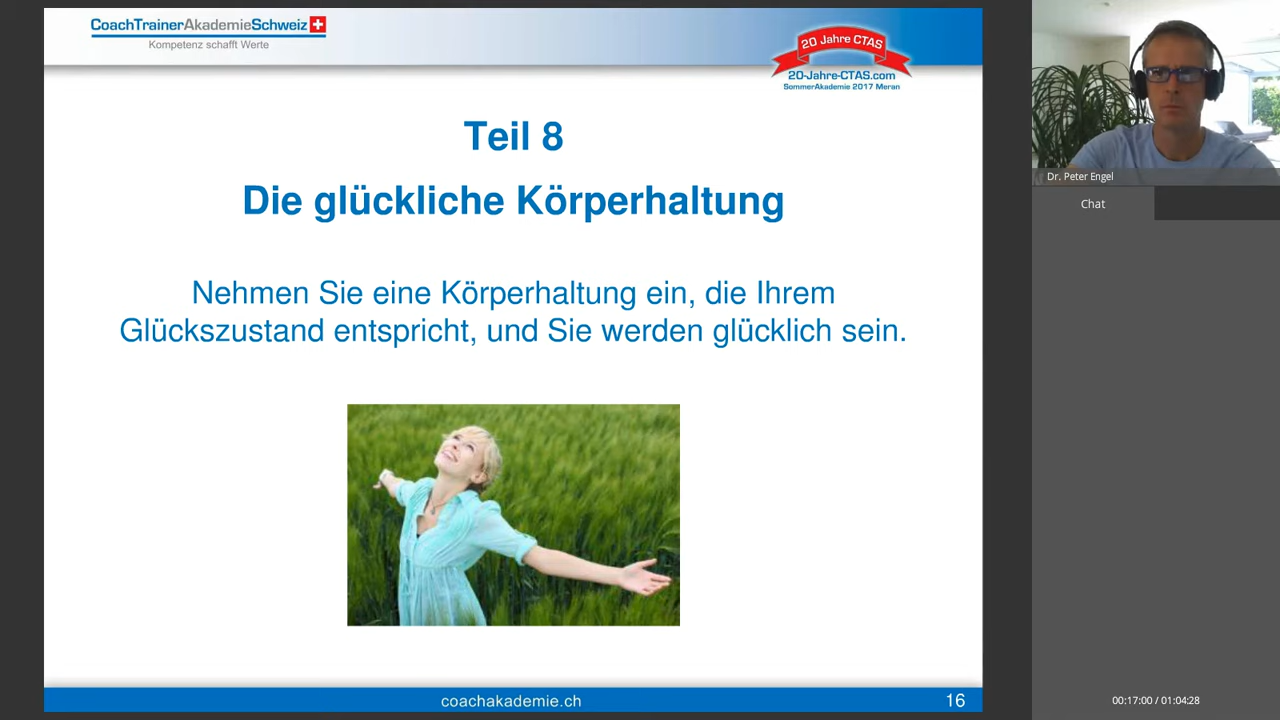 CoachTrainerAkademieSchweiz
Kompetenz schafft Werte
20 Jahre CTAS
20-Jahre-CTAS.com
SommerAkademie 2017 Meran
Teil 8
Die glückliche Körperhaltung
Nehmen Sie eine Körperhaltung ein, die Ihrem
Glückszustand entspricht, und Sie werden glücklich sein.
coachakademie.ch
16
Dr. Peter Engel
Chat
00:17:00 / 01:04:28